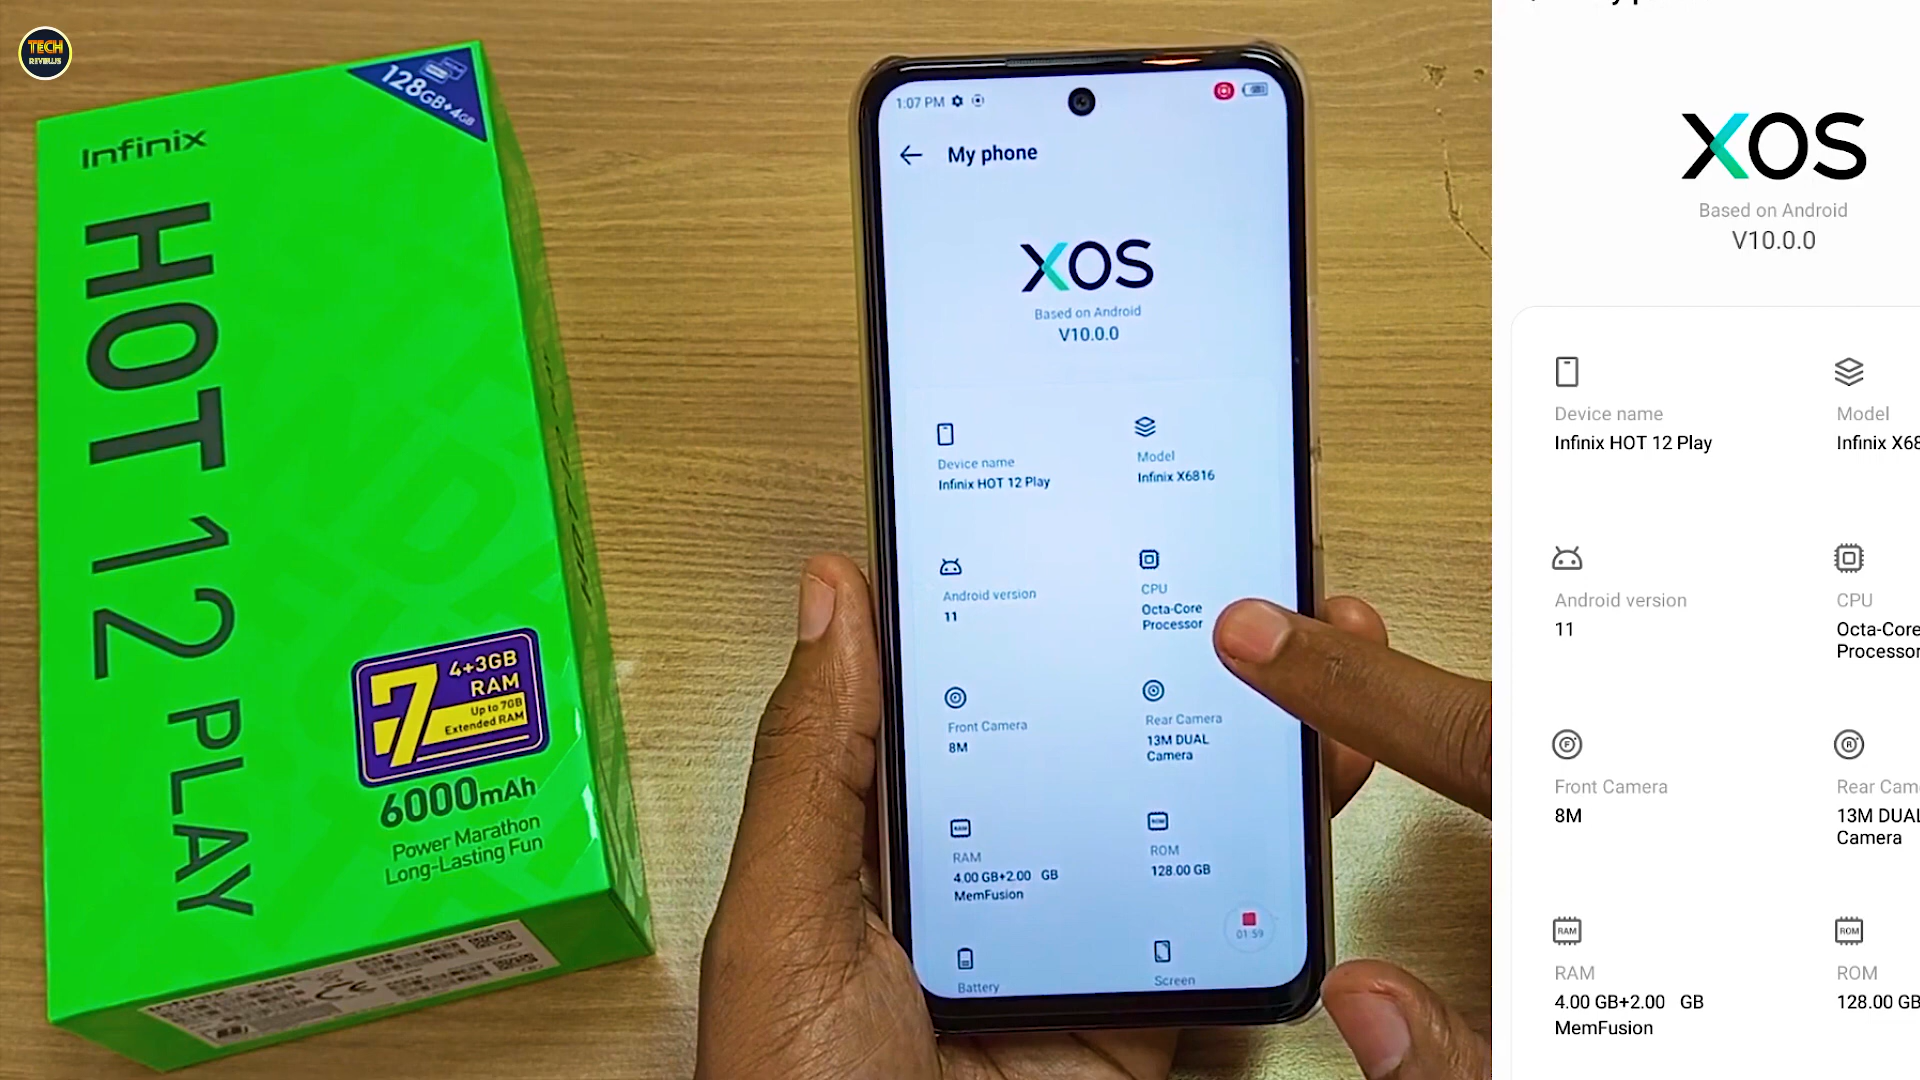 TECH
REVIEWS
128GB+4GB
Infinix
HOT 12 PLAY
7
4+3GB
RAM
Up to 7GB
Extended RAM
6000mAh
Power Marathon
Long-Lasting Fun
1:07 PM
My phone
XOS
Based on Android
V10.0.0
Device name
Infinix HOT 12 Play
Model
Infinix X6816
Android version
11
CPU
Octa-Core
Processor
Front Camera
8M
Rear Camera
13M DUAL
Camera
RAM
4.00 GB+2.00 GB
MemFusion
ROM
128.00 GB
01:59
Battery
Screen
XOS
Based on Android
V10.0.0
Device name
Infinix HOT 12 Play
Model
Infinix X68
Android version
11
CPU
Octa-Core
Processor
Front Camera
8M
Rear Cam
13M DUAL
Camera
RAM
RAM
4.00 GB+2.00 GB
MemFusion
ROM
ROM
128.00 GB